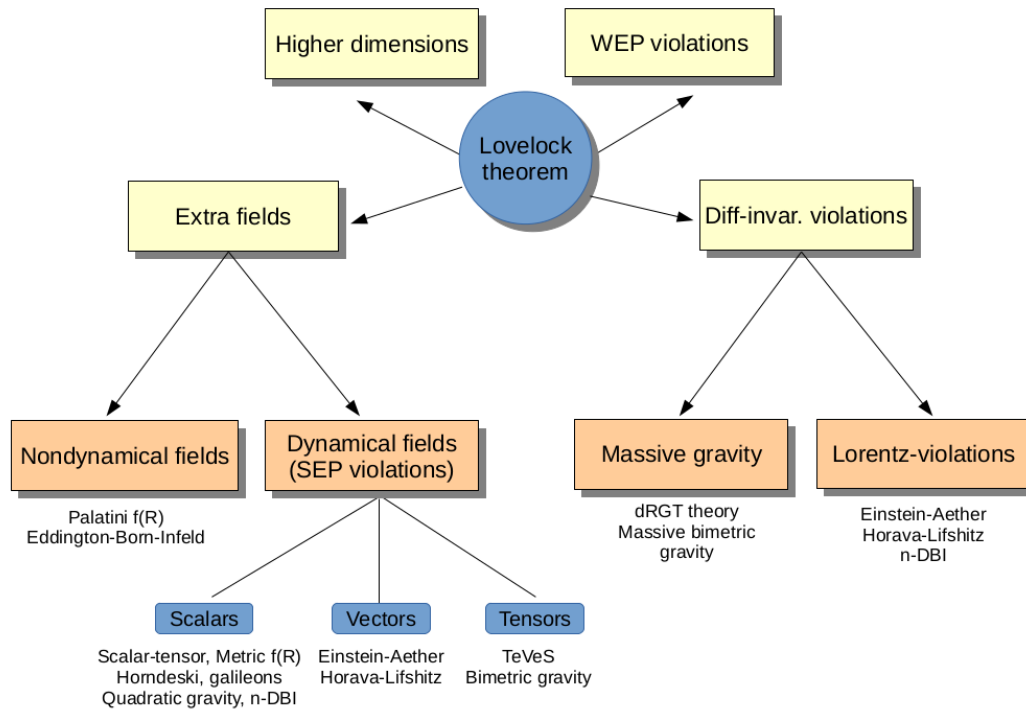 Higher dimensions
WEP violations
Lovelock
theorem
Extra fields
Diff-invar. violations
Nondynamical fields
Dynamical fields
(SEP violations)
Massive gravity
Lorentz-violations
Palatini f(R)
Eddington-Born-Infeld
dRGT theory
Massive bimetric
gravity
Einstein-Aether
Horava-Lifshitz
n-DBI
Scalars
Vectors
Tensors
Scalar-tensor, Metric f(R)
Horndeski, galileons
Quadratic gravity, n-DBI
Einstein-Aether
Horava-Lifshitz
TeVeS
Bimetric gravity